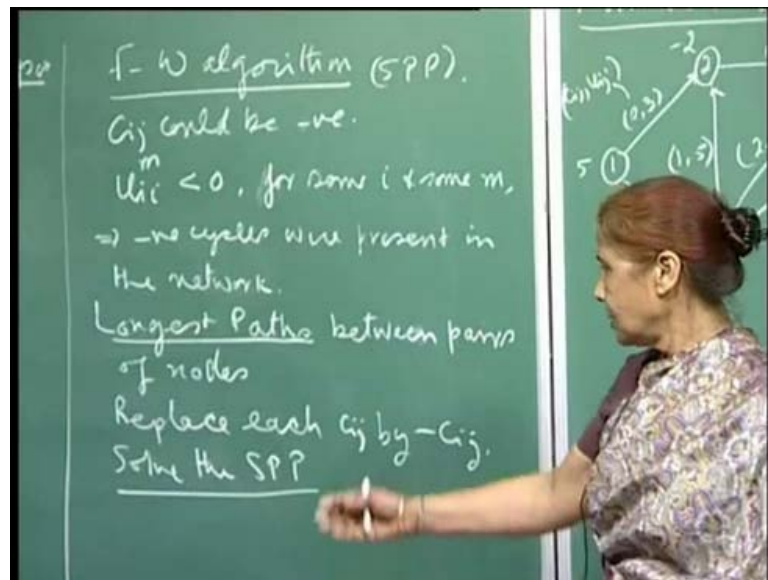 F-W algorithm (SPP).
Cij could be -ve.
Uii^m < 0, for some i & some m,
⇒ -ve cycles were present in
the network.
Longest Paths between pairs
of nodes
Replace each Cij by -Cij.
Solve the SPP
-2
2
(Cij, Uij)
(0,3)
5 1
(1,5)
(2